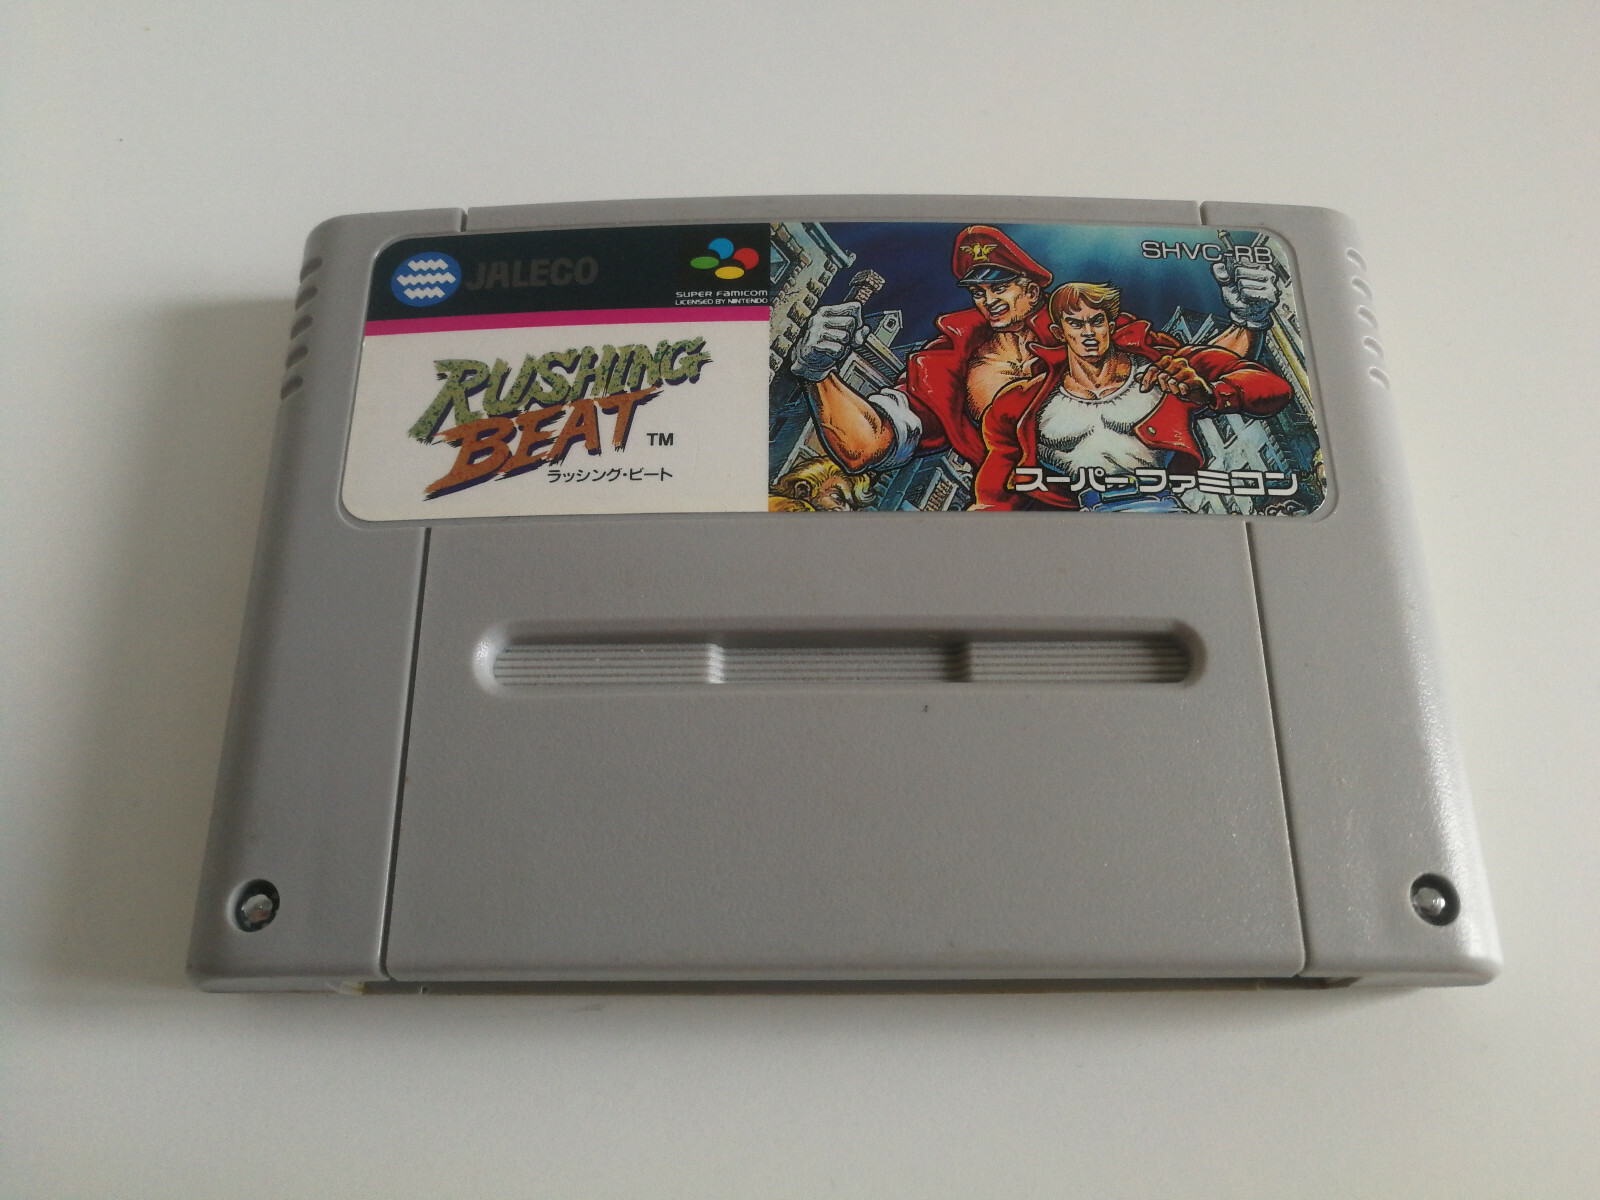 JALECO
SUPER FAMICOM
LICENSED BY NINTENDO
RUSHING
BEAT TM
ラッシング・ビート
SHVC-RB
スーパーファミコン